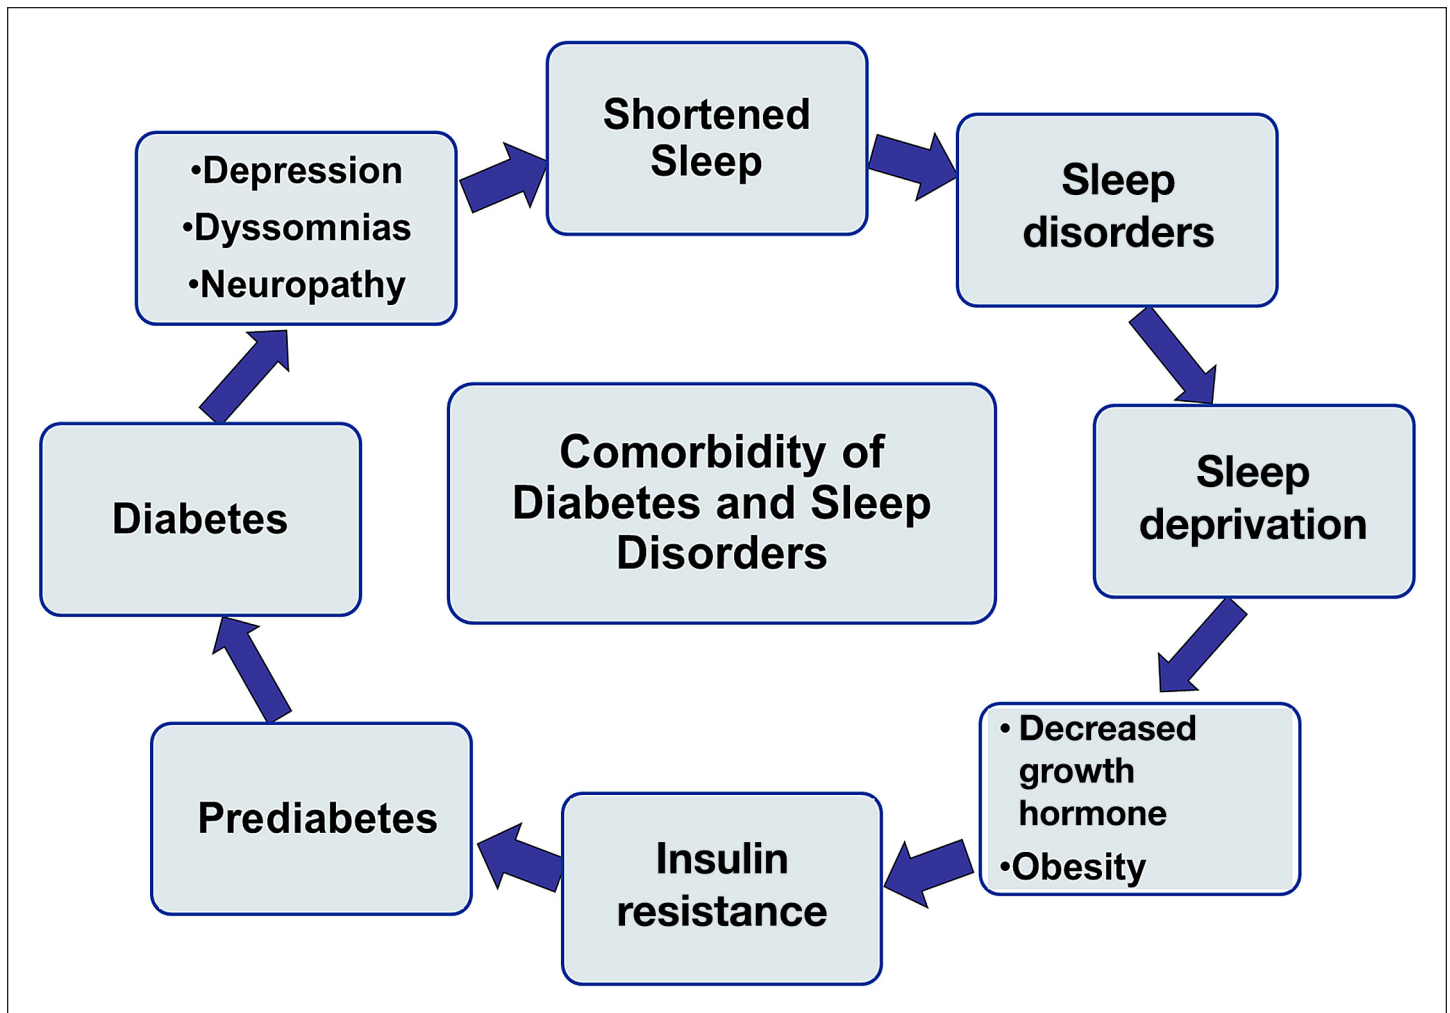 Shortened
Sleep
Sleep
disorders
Sleep
deprivation
• Decreased
growth
hormone
•Obesity
Insulin
resistance
Prediabetes
Diabetes
•Depression
•Dyssomnias
•Neuropathy
Comorbidity of
Diabetes and Sleep
Disorders